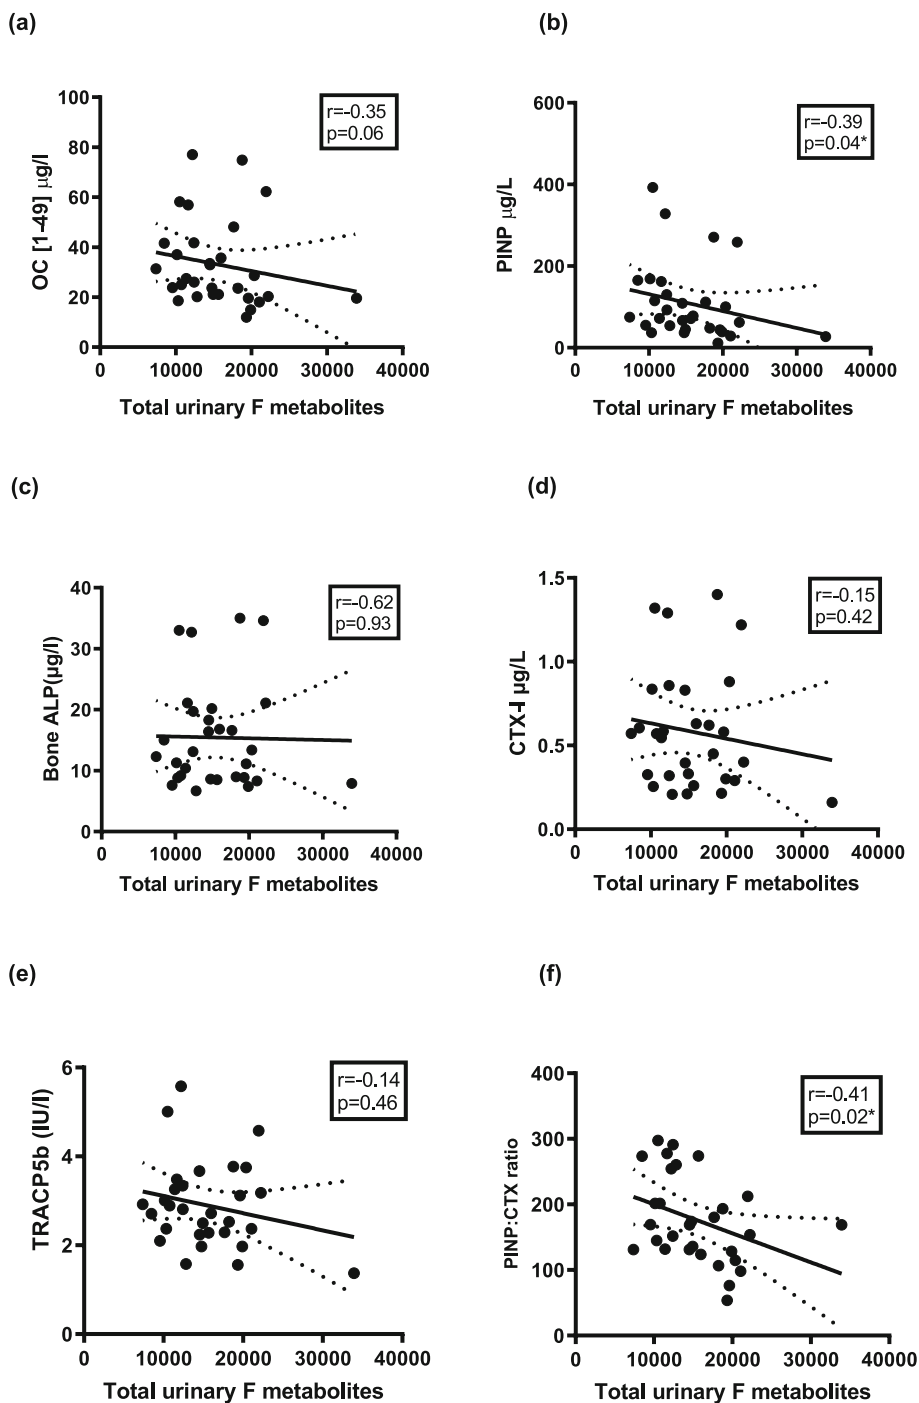 (a)
(b)
100
80
60
40
20
0
OC [1-49] µg/l
r=-0.35
p=0.06
0
10000
20000
30000
40000
Total urinary F metabolites
600
400
200
0
PINP µg/L
r=-0.39
p=0.04*
0
10000
20000
30000
40000
Total urinary F metabolites
(c)
(d)
40
30
20
10
0
Bone ALP(µg/l)
r=-0.62
p=0.93
0
10000
20000
30000
40000
Total urinary F metabolites
1.5
1.0
0.5
0.0
CTX-I µg/L
r=-0.15
p=0.42
0
10000
20000
30000
40000
Total urinary F metabolites
(e)
(f)
6
4
2
0
TRACP5b (IU/l)
r=-0.14
p=0.46
0
10000
20000
30000
40000
Total urinary F metabolites
400
300
200
100
0
PINP:CTX ratio
r=-0.41
p=0.02*
0
10000
20000
30000
40000
Total urinary F metabolites